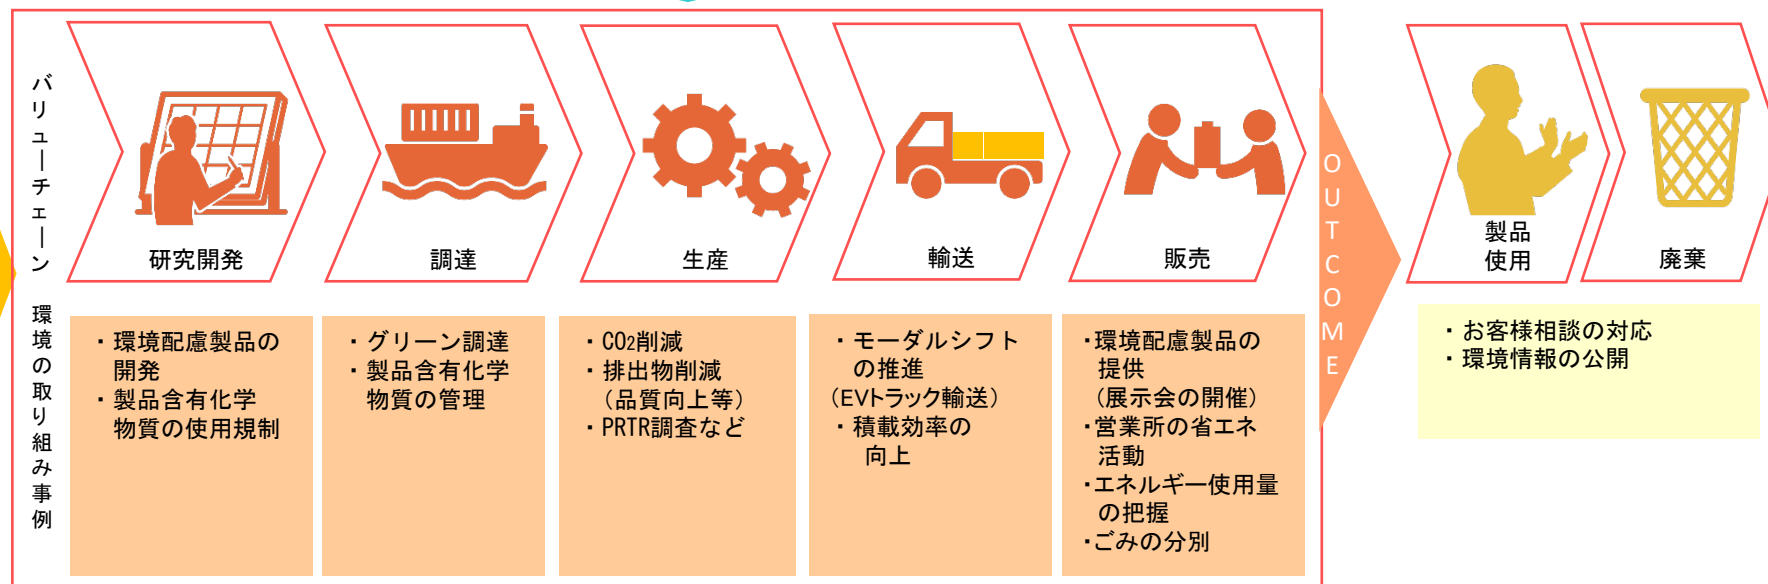 バリューチェーン
研究開発
調達
生産
輸送
販売
OUTCOME
製品
使用
廃棄
環境の取り組み事例
・環境配慮製品の
開発
・製品含有化学
物質の使用規制
・グリーン調達
・製品含有化学
物質の管理
・CO2削減
・排出物削減
（品質向上等）
・PRTR調査など
・モーダルシフト
の推進
（EVトラック輸送）
・積載効率の
向上
・環境配慮製品の
提供
（展示会の開催）
・営業所の省エネ
活動
・エネルギー使用量
の把握
・ごみの分別
・お客様相談の対応
・環境情報の公開